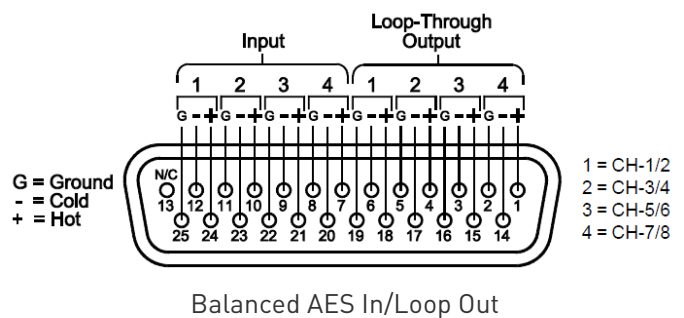 Loop-Through
Input Output
1 2 3 4 1 2 3 4
G - + G - + G - + G - + G - + G - + G - + G - +
N/C
G = Ground
- = Cold
+ = Hot
13 12 11 10 9 8 7 6 5 4 3 2 1
25 24 23 22 21 20 19 18 17 16 15 14
1 = CH-1/2
2 = CH-3/4
3 = CH-5/6
4 = CH-7/8
Balanced AES In/Loop Out